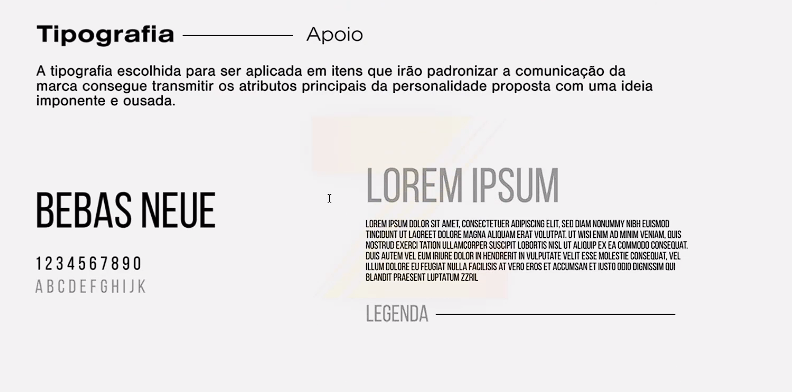 Tipografia Apoio
A tipografia escolhida para ser aplicada em itens que irão padronizar a comunicação da
marca consegue transmitir os atributos principais da personalidade proposta com uma ideia
imponente e ousada.
BEBAS NEUE
1234567890
ABCDEFGHIJK
LOREM IPSUM
LOREM IPSUM DOLOR SIT AMET, CONSECTETUER ADIPISCING ELIT, SED DIAM NONUMMY NIBH EUISMOD
TINCIDUNT UT LAOREET DOLORE MAGNA ALIQUAM ERAT VOLUTPAT. UT WISI ENIM AD MINIM VENIAM, QUIS
NOSTRUD EXERCI TATION ULLAMCORPER SUSCIPIT LOBORTIS NISL UT ALIQUIP EX EA COMMODO CONSEQUAT.
DUIS AUTEM VEL EUM IRIURE DOLOR IN HENDRERIT IN VULPUTATE VELIT ESSE MOLESTIE CONSEQUAT, VEL
ILLUM DOLORE EU FEUGIAT NULLA FACILISIS AT VERO EROS ET ACCUMSAN ET IUSTO ODIO DIGNISSIM QUI
BLANDIT PRAESENT LUPTATUM ZZRIL
LEGENDA